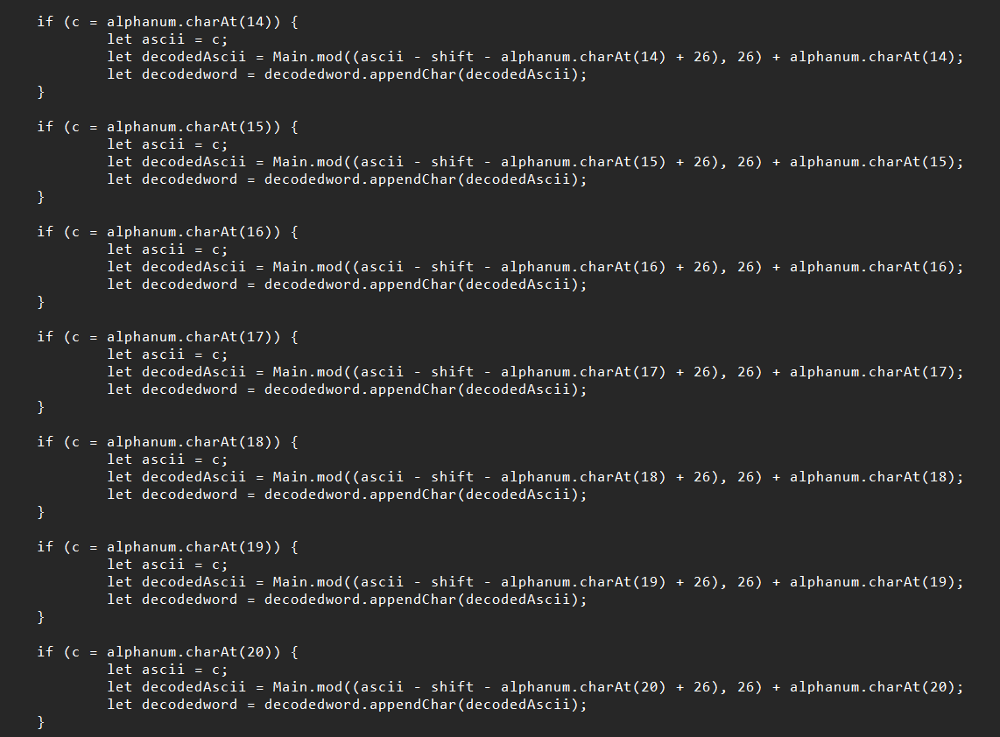 if (c = alphanum.charAt(14)) {
let ascii = c;
let decodedAscii = Main.mod((ascii - shift - alphanum.charAt(14) + 26), 26) + alphanum.charAt(14);
let decodedword = decodedword.appendChar(decodedAscii);
}
if (c = alphanum.charAt(15)) {
let ascii = c;
let decodedAscii = Main.mod((ascii - shift - alphanum.charAt(15) + 26), 26) + alphanum.charAt(15);
let decodedword = decodedword.appendChar(decodedAscii);
}
if (c = alphanum.charAt(16)) {
let ascii = c;
let decodedAscii = Main.mod((ascii - shift - alphanum.charAt(16) + 26), 26) + alphanum.charAt(16);
let decodedword = decodedword.appendChar(decodedAscii);
}
if (c = alphanum.charAt(17)) {
let ascii = c;
let decodedAscii = Main.mod((ascii - shift - alphanum.charAt(17) + 26), 26) + alphanum.charAt(17);
let decodedword = decodedword.appendChar(decodedAscii);
}
if (c = alphanum.charAt(18)) {
let ascii = c;
let decodedAscii = Main.mod((ascii - shift - alphanum.charAt(18) + 26), 26) + alphanum.charAt(18);
let decodedword = decodedword.appendChar(decodedAscii);
}
if (c = alphanum.charAt(19)) {
let ascii = c;
let decodedAscii = Main.mod((ascii - shift - alphanum.charAt(19) + 26), 26) + alphanum.charAt(19);
let decodedword = decodedword.appendChar(decodedAscii);
}
if (c = alphanum.charAt(20)) {
let ascii = c;
let decodedAscii = Main.mod((ascii - shift - alphanum.charAt(20) + 26), 26) + alphanum.charAt(20);
let decodedword = decodedword.appendChar(decodedAscii);
}